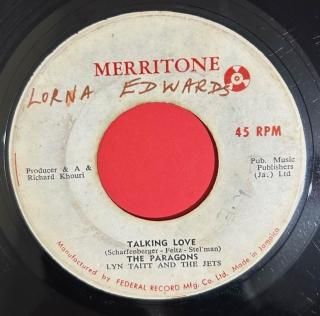 MERRITONE
LORNA EDWARDS
45 RPM
Producer & A &
Richard Khouri
Pub. Music
Publishers
(Ja.) Ltd
TALKING LOVE
(Scharfenberger - Feltz - Stel'man)
THE PARAGONS
LYN TAITT AND THE JETS
Manufactured by FEDERAL RECORD Mfg. Co. Ltd. Made in Jamaica